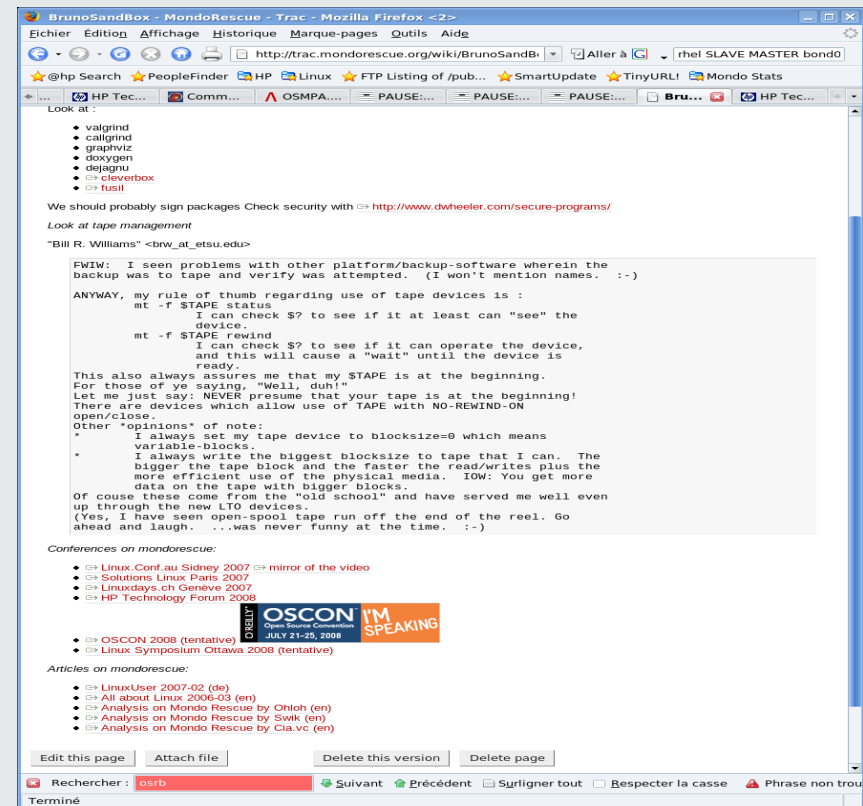 BrunoSandBox - MondoRescue - Trac - Mozilla Firefox <2>
Fichier Édition Affichage Historique Marque-pages Outils Aide
http://trac.mondorescue.org/wiki/BrunoSandB Aller à G rhel SLAVE MASTER bond0
@hp Search PeopleFinder HP Linux FTP Listing of /pub... SmartUpdate TinyURL! Mondo Stats
... HP Tec... Comm... OSMPA.... PAUSE:... PAUSE:... PAUSE:... Bru... HP Tec...
Look at :
valgrind
callgrind
graphviz
doxygen
dejagnu
cleverbox
fusil
We should probably sign packages Check security with http://www.dwheeler.com/secure-programs/
Look at tape management
"Bill R. Williams" <brw_at_etsu.edu>
FWIW: I seen problems with other platform/backup-software wherein the
backup was to tape and verify was attempted. (I won't mention names. :-)
ANYWAY, my rule of thumb regarding use of tape devices is :
mt -f $TAPE status
I can check $? to see if it at least can "see" the
device.
mt -f $TAPE rewind
I can check $? to see if it can operate the device,
and this will cause a "wait" until the device is
ready.
This also always assures me that my $TAPE is at the beginning.
For those of ye saying, "Well, duh!"
Let me just say: NEVER presume that your tape is at the beginning!
There are devices which allow use of TAPE with NO-REWIND-ON
open/close.
Other *opinions* of note:
* I always set my tape device to blocksize=0 which means
variable-blocks.
* I always write the biggest blocksize to tape that I can. The
bigger the tape block and the faster the read/writes plus the
more efficient use of the physical media. IOW: You get more
data on the tape with bigger blocks.
Of couse these come from the "old school" and have served me well even
up through the new LTO devices.
(Yes, I have seen open-spool tape run off the end of the reel. Go
ahead and laugh. ...was never funny at the time. :-)
Conferences on mondorescue:
Linux.Conf.au Sidney 2007 mirror of the video
Solutions Linux Paris 2007
Linuxdays.ch Genève 2007
HP Technology Forum 2008
O'REILLY OSCON Open Source Convention JULY 21-25, 2008 I'M SPEAKING
OSCON 2008 (tentative)
Linux Symposium Ottawa 2008 (tentative)
Articles on mondorescue:
LinuxUser 2007-02 (de)
All about Linux 2006-03 (en)
Analysis on Mondo Rescue by Ohloh (en)
Analysis on Mondo Rescue by Swik (en)
Analysis on Mondo Rescue by Cia.vc (en)
Edit this page Attach file Delete this version Delete page
Rechercher : osrb Suivant Précédent Surligner tout Respecter la casse Phrase non trou
Terminé